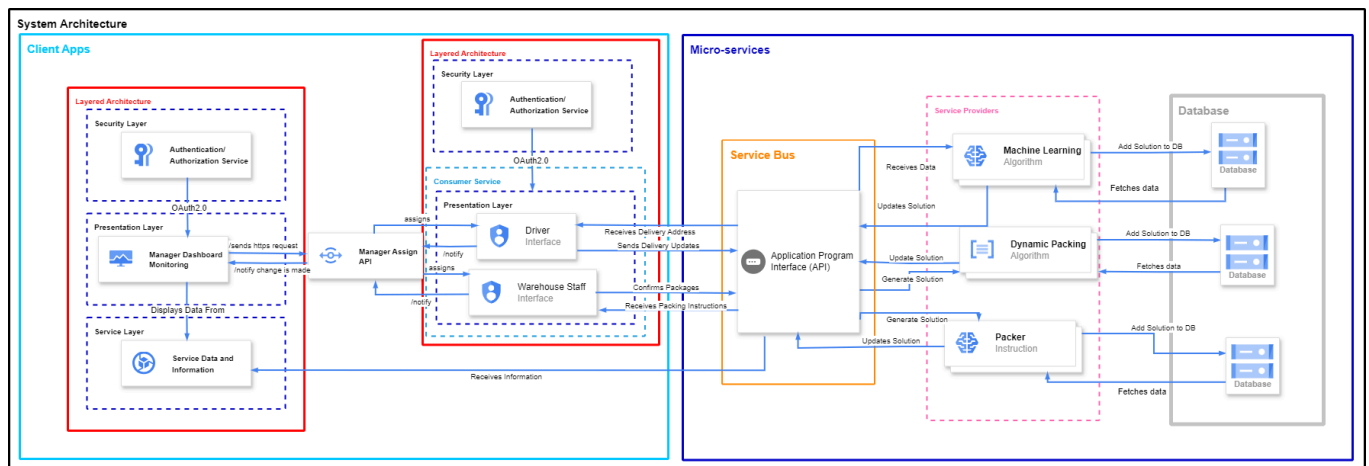 System Architecture
Client Apps
Layered Architecture
Security Layer
Authentication/
Authorization Service
OAuth2.0
Presentation Layer
Manager Dashboard
Monitoring
Displays Data From
Service Layer
Service Data and
Information
/sends https request
/notify change is made
Manager Assign
API
assigns
/notify
assigns
/notify
Layered Architecture
Security Layer
Authentication/
Authorization Service
OAuth2.0
Consumer Service
Presentation Layer
Driver
Interface
Warehouse Staff
Interface
Receives Delivery Address
Sends Delivery Updates
Confirms Packages
Receives Packing Instructions
Receives Information
Micro-services
Service Bus
Application Program
Interface (API)
Receives Data
Updates Solution
Update Solution
Generate Solution
Generate Solution
Updates Solution
Service Providers
Machine Learning
Algorithm
Dynamic Packing
Algorithm
Packer
Instruction
Add Solution to DB
Fetches data
Add Solution to DB
Fetches data
Add Solution to DB
Fetches data
Database
Database
Database
Database